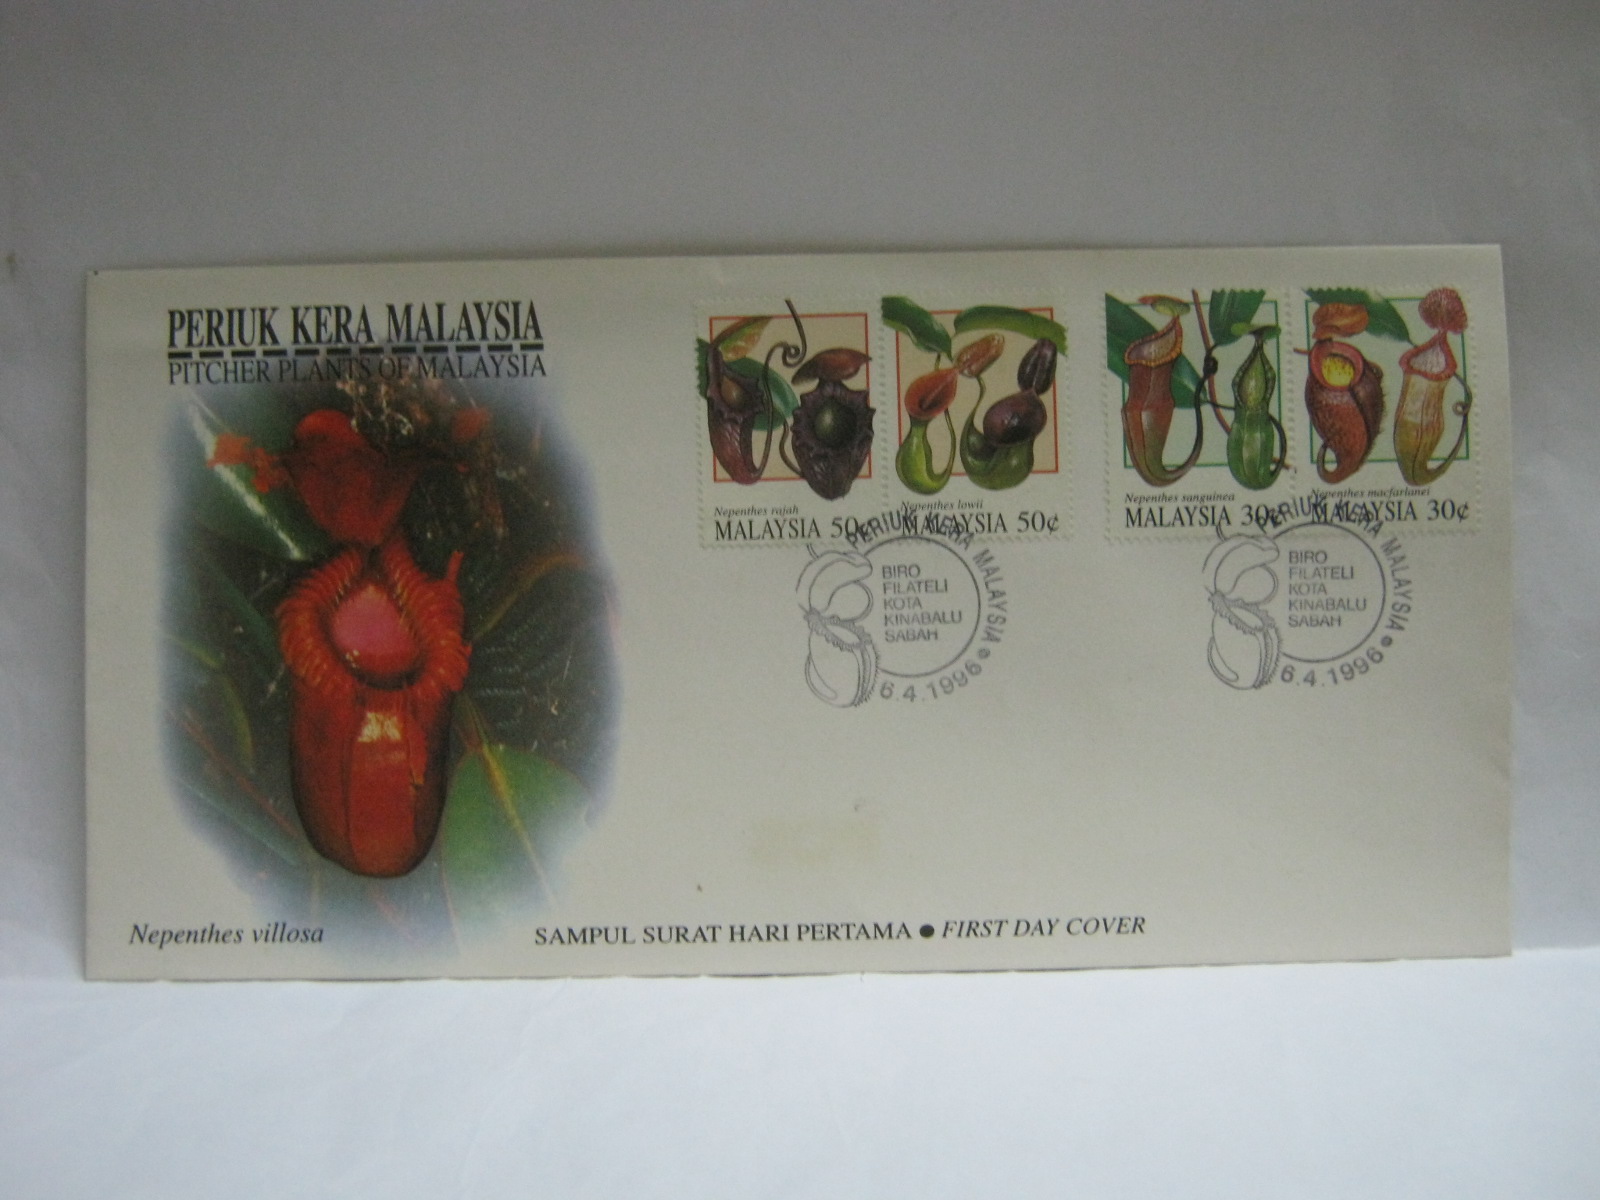 PERIUK KERA MALAYSIA
PITCHER PLANTS OF MALAYSIA
Nepenthes rajah
MALAYSIA 50
Nepenthes lowii
MALAYSIA 50¢
Nepenthes sanguinea
MALAYSIA 30¢
Nepenthes macfarlanei
MALAYSIA 30¢
PERIUK KERA MALAYSIA
BIRO
FILATELI
KOTA
KINABALU
SABAH
6.4.1996
PERIUK KERA MALAYSIA
BIRO
FILATELI
KOTA
KINABALU
SABAH
6.4.1996
Nepenthes villosa
SAMPUL SURAT HARI PERTAMA ● FIRST DAY COVER